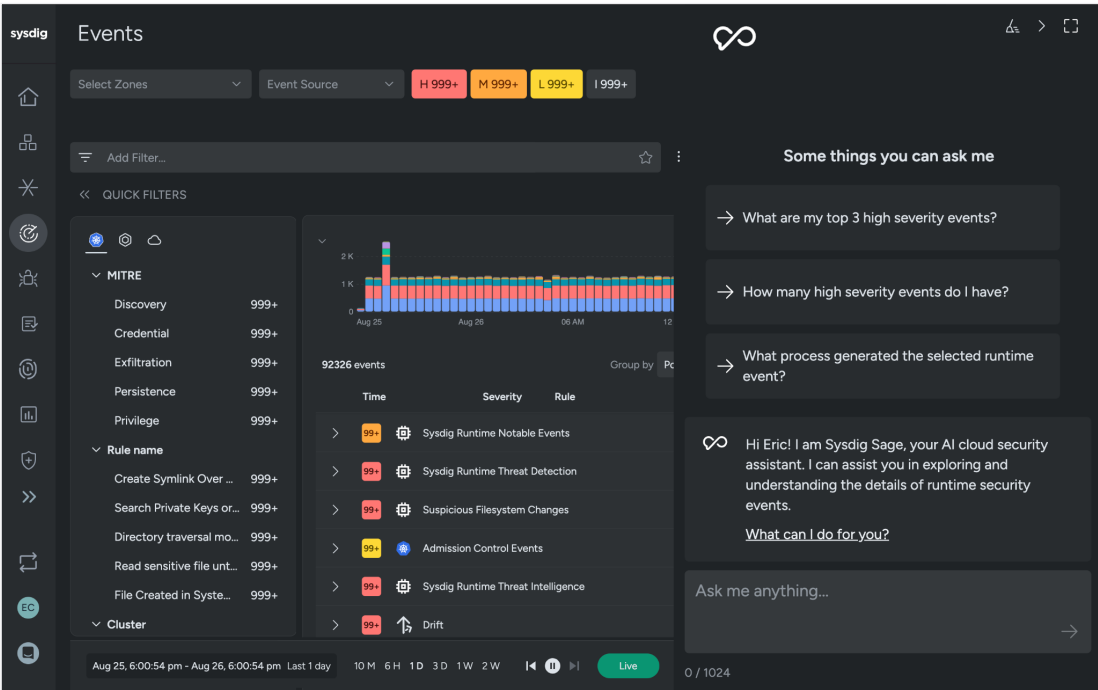 sysdig
Events
Select Zones
Event Source
H 999+
M 999+
L 999+
I 999+
Add Filter...
QUICK FILTERS
MITRE
Discovery 999+
Credential 999+
Exfiltration 999+
Persistence 999+
Privilege 999+
Rule name
Create Symlink Over ... 999+
Search Private Keys or... 999+
Directory traversal mo... 999+
Read sensitive file unt... 999+
File Created in Syste... 999+
Cluster
2 K
1 K
0
Aug 25 Aug 26 06 AM 12
92326 events Group by Po
Time Severity Rule
99+ Sysdig Runtime Notable Events
99+ Sysdig Runtime Threat Detection
99+ Suspicious Filesystem Changes
99+ Admission Control Events
99+ Sysdig Runtime Threat Intelligence
99+ Drift
EC
Aug 25, 6:00:54 pm - Aug 26, 6:00:54 pm Last 1 day 10 M 6 H 1 D 3 D 1 W 2 W Live
Some things you can ask me
What are my top 3 high severity events?
How many high severity events do I have?
What process generated the selected runtime
event?
Hi Eric! I am Sysdig Sage, your AI cloud security
assistant. I can assist you in exploring and
understanding the details of runtime security
events.
What can I do for you?
Ask me anything...
0 / 1024